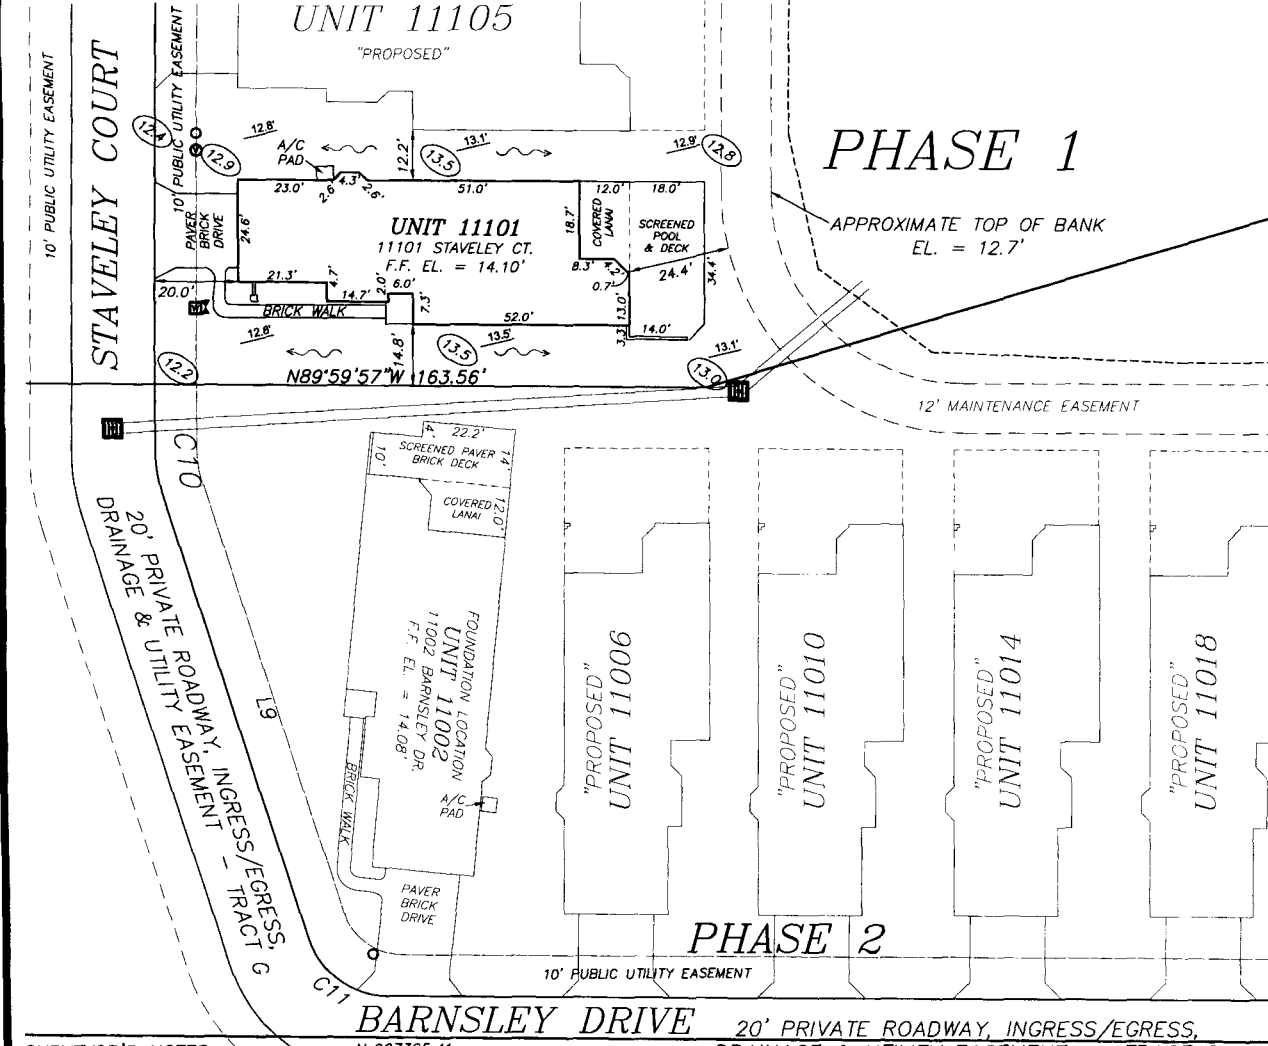 UNIT 11105
"PROPOSED"
10' PUBLIC UTILITY EASEMENT
STAVELEY COURT
10' PUBLIC UTILITY EASEMENT
12.4
12.9
12.8'
A/C
PAD
12.2'
13.5
13.1'
12.9'
12.8
PHASE 1
APPROXIMATE TOP OF BANK
EL. = 12.7'
23.0'
2.6'
4.3'
2.6'
51.0'
12.0'
18.0'
PAVER
BRICK
DRIVE
24.6'
UNIT 11101
11101 STAVELEY CT.
F.F. EL. = 14.10'
18.7'
COVERED
LANAI
SCREENED
POOL
& DECK
8.3'
4.2'
0.7'
24.4'
34.4'
20.0'
21.3'
4.7'
14.7'
2.0'
6.0'
7.3'
BRICK WALK
52.0'
13.0'
3.3'
14.0'
12.8'
14.8'
13.5
13.5'
13.1'
13.0
12.2
N89°59'57"W 163.56'
12' MAINTENANCE EASEMENT
C10
4'
22.2'
10'
SCREENED PAVER
BRICK DECK
14'
COVERED
LANAI
12.0'
20' PRIVATE ROADWAY, INGRESS/EGRESS,
DRAINAGE & UTILITY EASEMENT - TRACT G
FOUNDATION LOCATION
UNIT 11002
11002 BARNSLEY DR.
F.F. EL. = 14.08'
L9
A/C
PAD
BRICK WALK
PAVER
BRICK
DRIVE
"PROPOSED"
UNIT 11006
"PROPOSED"
UNIT 11010
"PROPOSED"
UNIT 11014
"PROPOSED"
UNIT 11018
PHASE 2
10' PUBLIC UTILITY EASEMENT
C11
BARNSLEY DRIVE
20' PRIVATE ROADWAY, INGRESS/EGRESS,